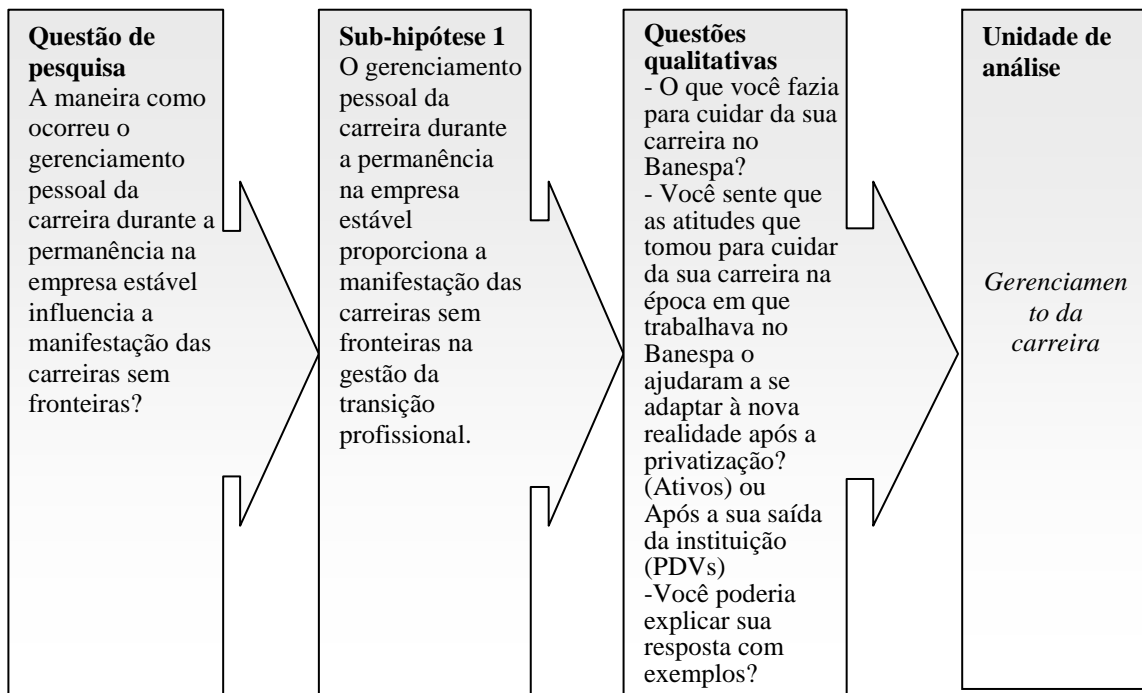 Questão de
pesquisa
A maneira como
ocorreu o
gerenciamento
pessoal da
carreira durante a
permanência na
empresa estável
influencia a
manifestação das
carreiras sem
fronteiras?
Sub-hipótese 1
O gerenciamento
pessoal da
carreira durante
a permanência
na empresa
estável
proporciona a
manifestação das
carreiras sem
fronteiras na
gestão da
transição
profissional.
Questões
qualitativas
- O que você fazia
para cuidar da sua
carreira no
Banespa?
- Você sente que
as atitudes que
tomou para cuidar
da sua carreira na
época em que
trabalhava no
Banespa o
ajudaram a se
adaptar à nova
realidade após a
privatização?
(Ativos) ou
Após a sua saída
da instituição
(PDVs)
-Você poderia
explicar sua
resposta com
exemplos?
Unidade de
análise
Gerenciamen
to da
carreira